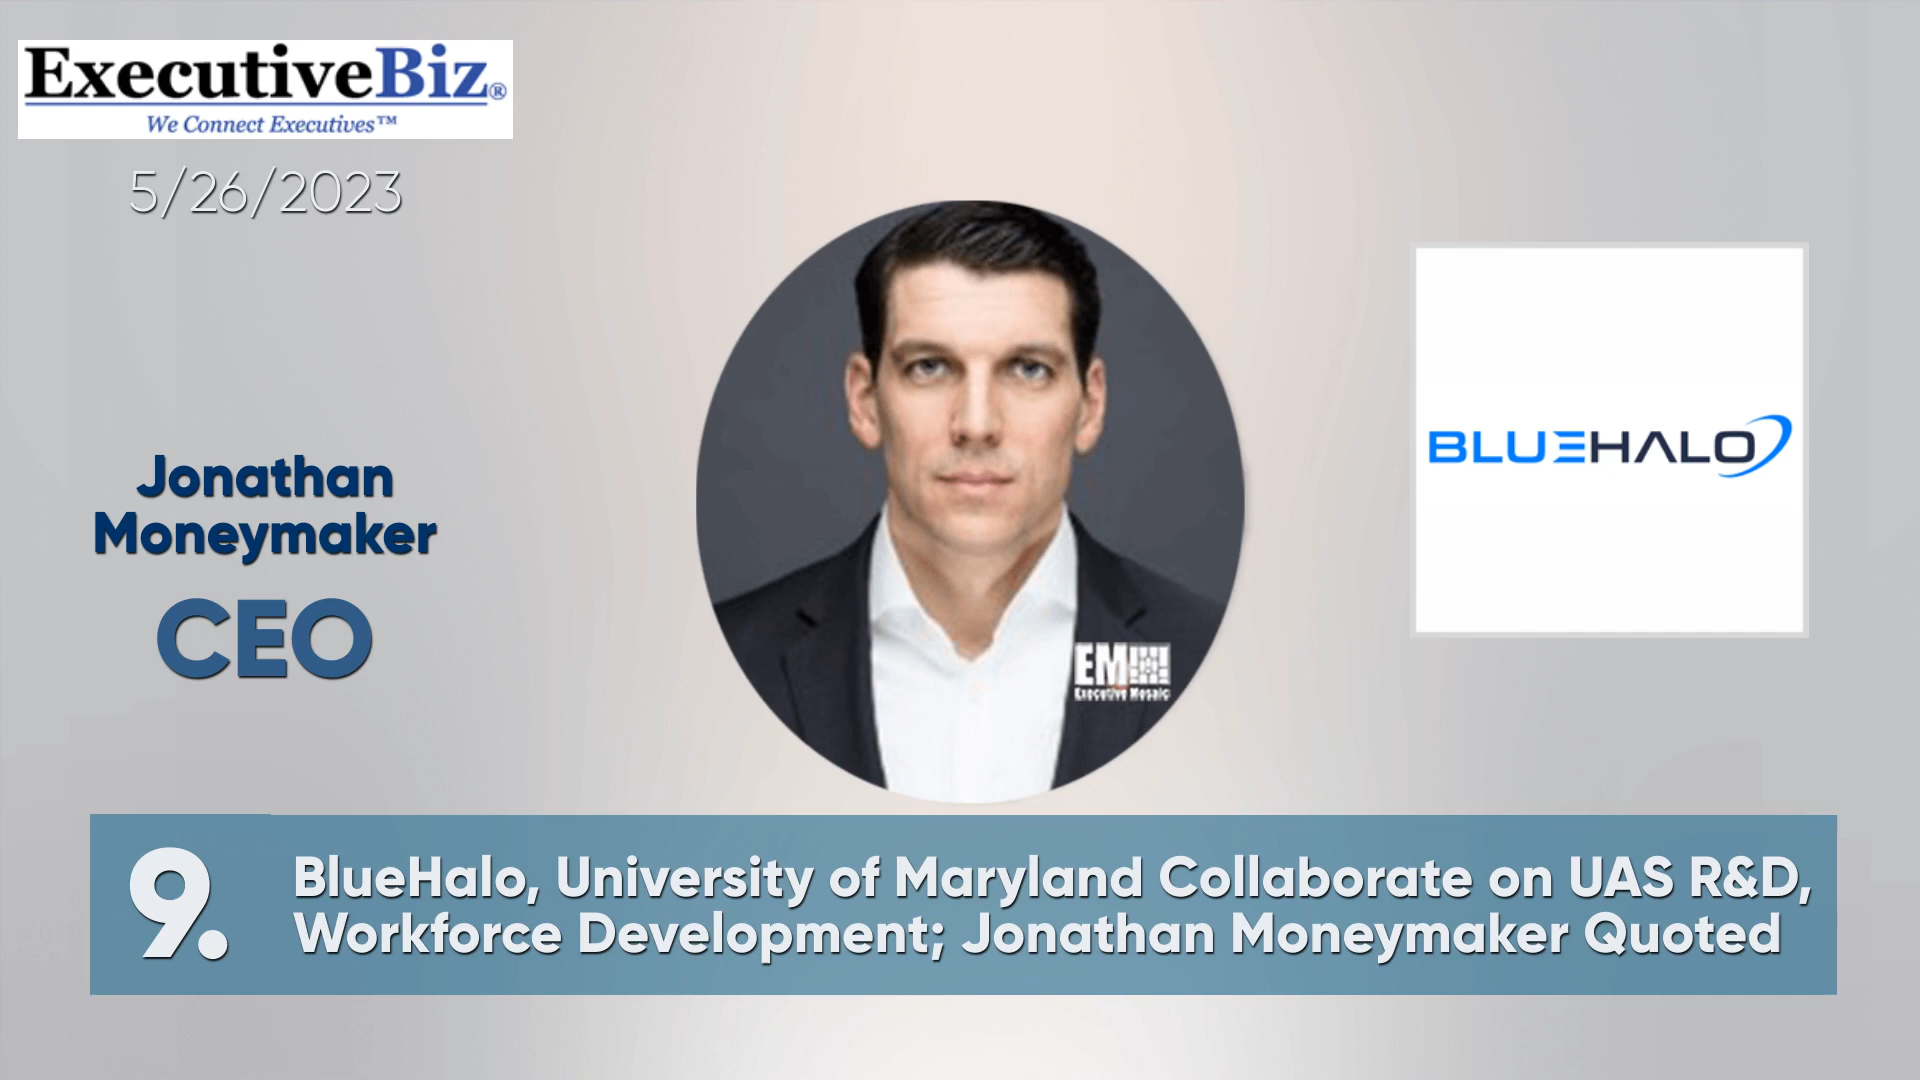 ExecutiveBiz®
We Connect Executives™
5/26/2023
Jonathan
Moneymaker
CEO
EM
Executive Mosaic
BLUEHALO
9.
BlueHalo, University of Maryland Collaborate on UAS R&D,
Workforce Development; Jonathan Moneymaker Quoted